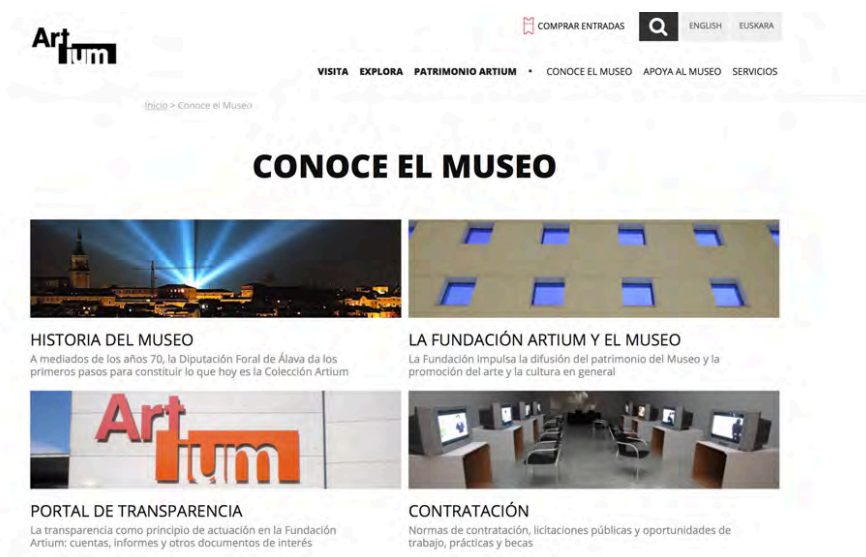 Art
ium
COMPRAR ENTRADAS
ENGLISH
EUSKARA
VISITA EXPLORA PATRIMONIO ARTIUM • CONOCE EL MUSEO APOYA AL MUSEO SERVICIOS
Inicio > Conoce el Museo
CONOCE EL MUSEO
HISTORIA DEL MUSEO
A mediados de los años 70, la Diputación Foral de Álava da los
primeros pasos para constituir lo que hoy es la Colección Artium
LA FUNDACIÓN ARTIUM Y EL MUSEO
La Fundación impulsa la difusión del patrimonio del Museo y la
promoción del arte y la cultura en general
Art
ium
PORTAL DE TRANSPARENCIA
La transparencia como principio de actuación en la Fundación
Artium: cuentas, informes y otros documentos de interés
CONTRATACIÓN
Normas de contratación, licitaciones públicas y oportunidades de
trabajo, prácticas y becas